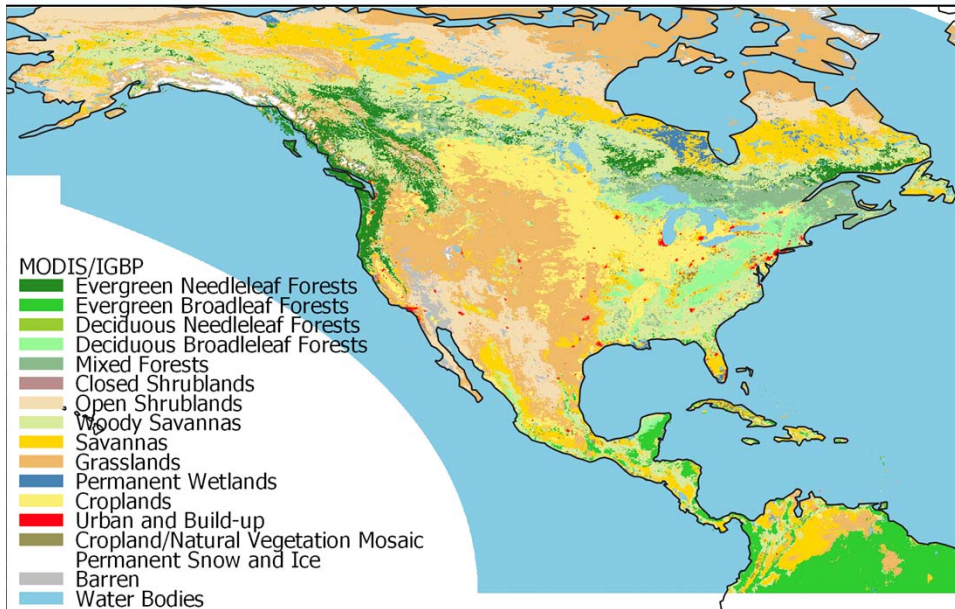 MODIS/IGBP
Evergreen Needleleaf Forests
Evergreen Broadleaf Forests
Deciduous Needleleaf Forests
Deciduous Broadleleaf Forests
Mixed Forests
Closed Shrublands
Open Shrublands
Woody Savannas
Savannas
Grasslands
Permanent Wetlands
Croplands
Urban and Build-up
Cropland/Natural Vegetation Mosaic
Permanent Snow and Ice
Barren
Water Bodies